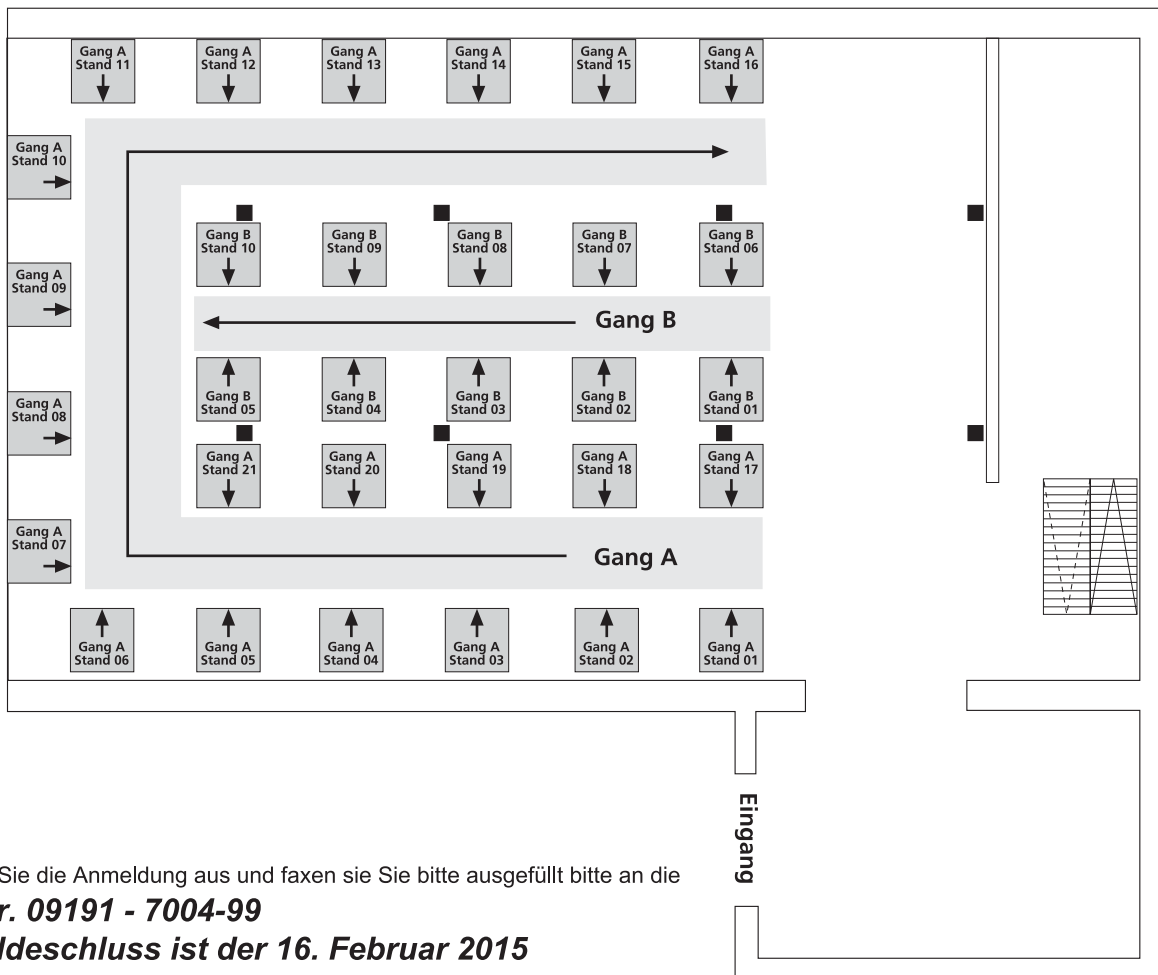 Gang A
Stand 11
Gang A
Stand 12
Gang A
Stand 13
Gang A
Stand 14
Gang A
Stand 15
Gang A
Stand 16
Gang A
Stand 10
Gang B
Stand 10
Gang B
Stand 09
Gang B
Stand 08
Gang B
Stand 07
Gang B
Stand 06
Gang A
Stand 09
Gang B
Gang B
Stand 05
Gang B
Stand 04
Gang B
Stand 03
Gang B
Stand 02
Gang B
Stand 01
Gang A
Stand 08
Gang A
Stand 21
Gang A
Stand 20
Gang A
Stand 19
Gang A
Stand 18
Gang A
Stand 17
Gang A
Stand 07
Gang A
Gang A
Stand 06
Gang A
Stand 05
Gang A
Stand 04
Gang A
Stand 03
Gang A
Stand 02
Gang A
Stand 01
Eingang
Sie die Anmeldung aus und faxen sie Sie bitte ausgefüllt bitte an die
r. 09191 - 7004-99
ldeschluss ist der 16. Februar 2015